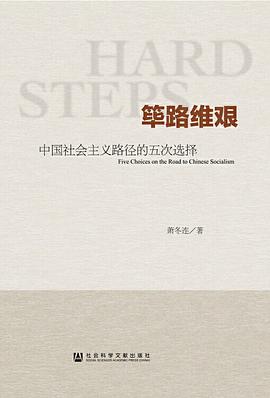 HARD
STEPS
筚路维艰
中国社会主义路径的五次选择
Five Choices on the Road to Chinese Socialism
萧冬连／著
社会科学文献出版社
SOCIAL SCIENCES ACADEMIC PRESS (CHINA)